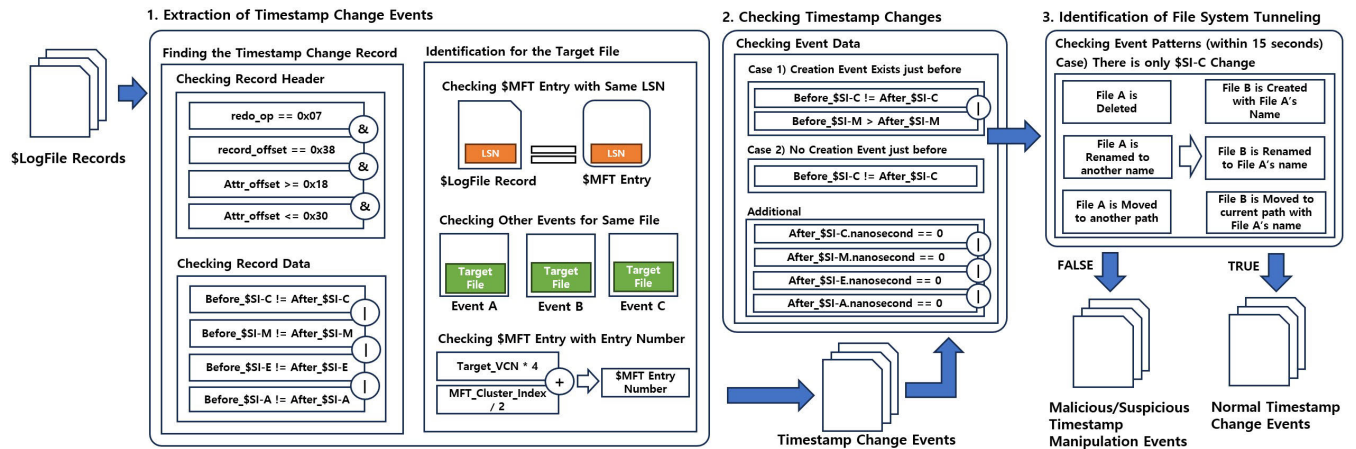 1. Extraction of Timestamp Change Events
$LogFile Records
Finding the Timestamp Change Record
Checking Record Header
redo_op == 0x07
&
record_offset == 0x38
&
Attr_offset >= 0x18
&
Attr_offset <= 0x30
Checking Record Data
Before_$SI-C != After_$SI-C
|
Before_$SI-M != After_$SI-M
|
Before_$SI-E != After_$SI-E
|
Before_$SI-A != After_$SI-A
Identification for the Target File
Checking $MFT Entry with Same LSN
LSN
LSN
$LogFile Record
$MFT Entry
Checking Other Events for Same File
Target
File
Target
File
Target
File
Event A
Event B
Event C
Checking $MFT Entry with Entry Number
Target_VCN * 4
+
MFT_Cluster_Index
/ 2
$MFT Entry
Number
2. Checking Timestamp Changes
Checking Event Data
Case 1) Creation Event Exists just before
Before_$SI-C != After_$SI-C
|
Before_$SI-M > After_$SI-M
Case 2) No Creation Event just before
Before_$SI-C != After_$SI-C
Additional
After_$SI-C.nanosecond == 0
|
After_$SI-M.nanosecond == 0
|
After_$SI-E.nanosecond == 0
|
After_$SI-A.nanosecond == 0
Timestamp Change Events
3. Identification of File System Tunneling
Checking Event Patterns (within 15 seconds)
Case) There is only $SI-C Change
File A is
Deleted
File A is
Renamed to
another name
File A is Moved
to another path
File B is Created
with File A's
Name
File B is Renamed
to File A's name
File B is Moved to
current path with
File A's name
FALSE
TRUE
Malicious/Suspicious
Timestamp
Manipulation Events
Normal Timestamp
Change Events